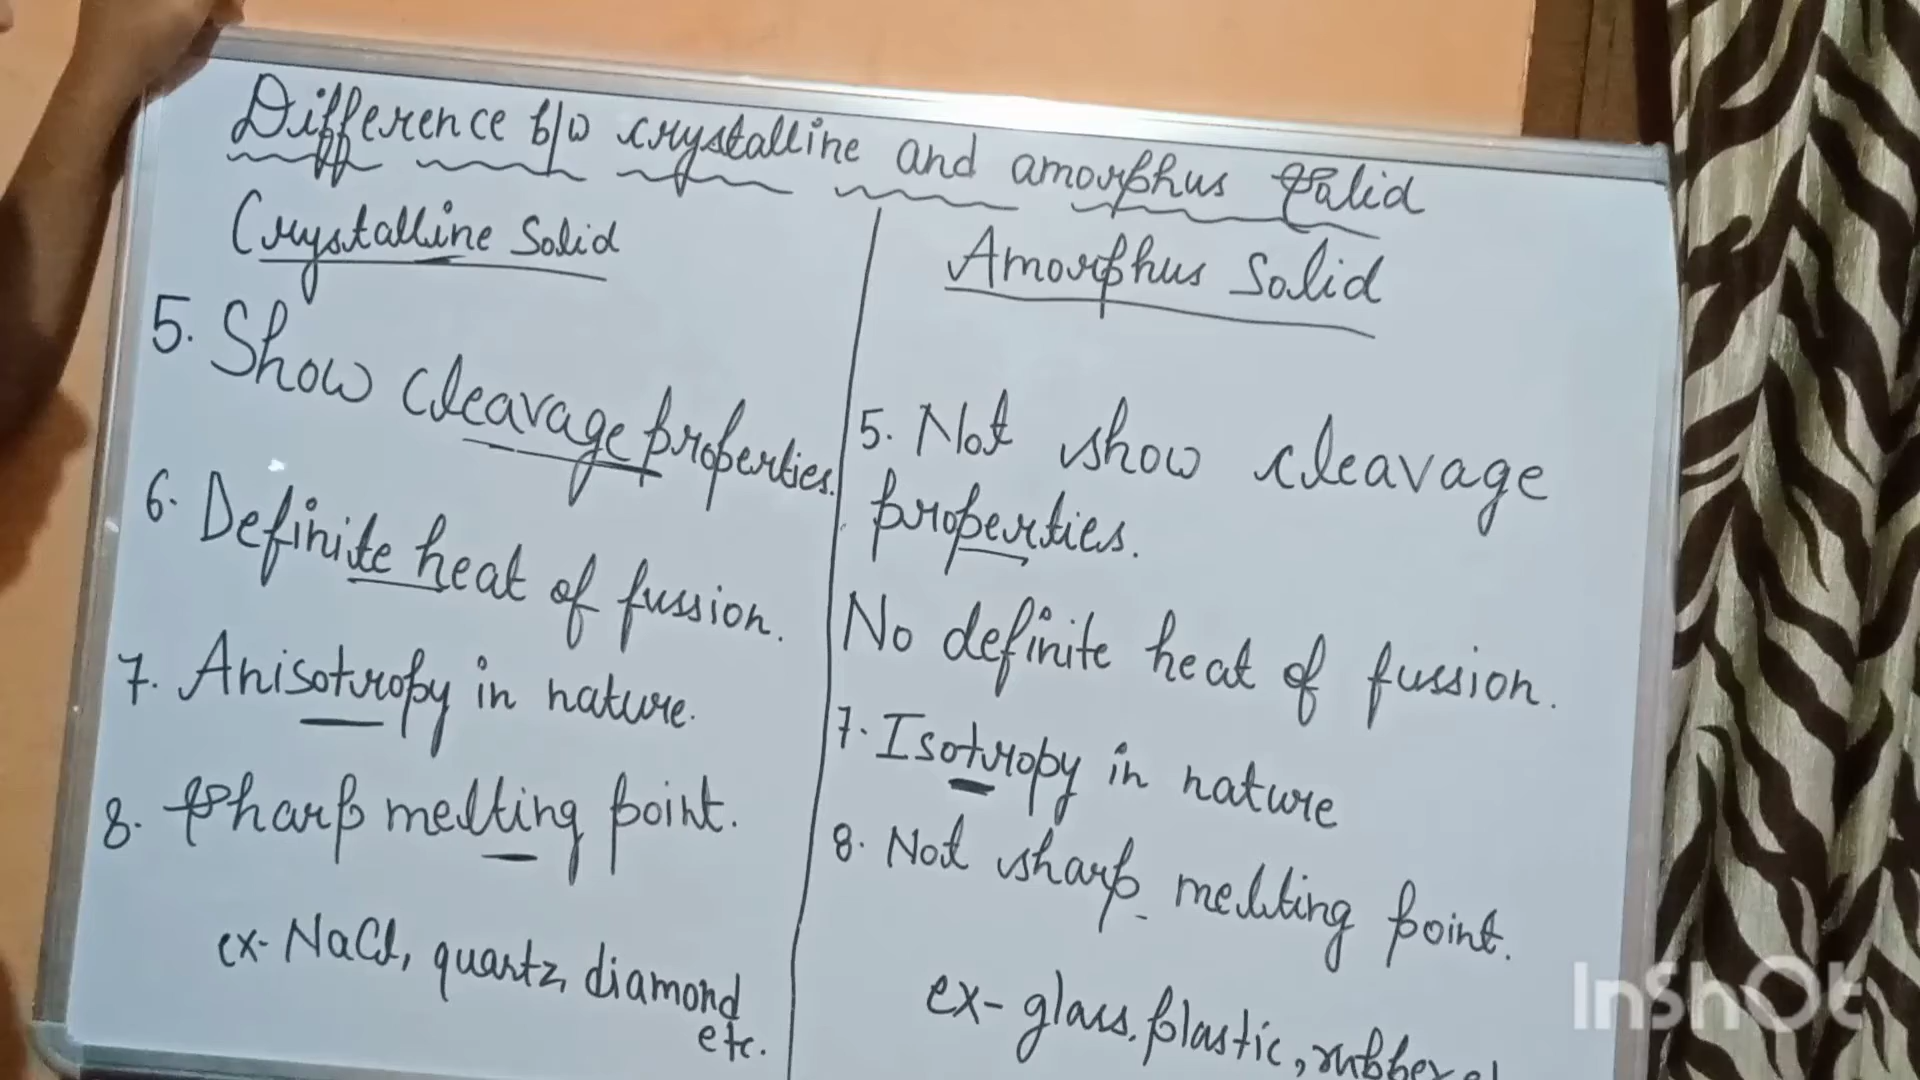 Difference b/w crystalline and amorphus Solid
Crystalline Solid
5. Show cleavage properties.
6. Definite heat of fussion.
7. Anisotropy in nature.
8. Sharp melting point.
ex- NaCl, quartz, diamond
etc.
Amorphus Solid
5. Not show cleavage
properties.
No definite heat of fussion.
7. Isotropy in nature
8. Not sharp melting point.
ex- glass, plastic, rubber
InShOt